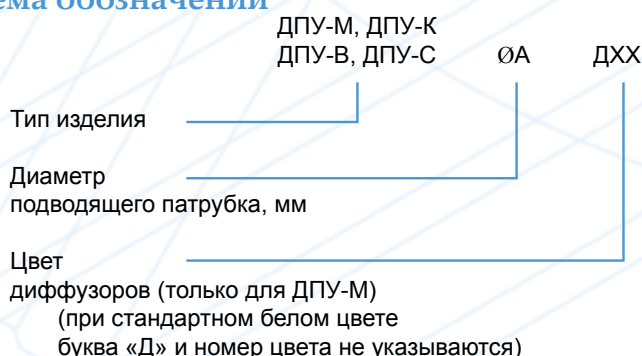 обозначений
ДПУ-М, ДПУ-К
ДПУ-В, ДПУ-С ØA ДХХ
Тип изделия
Диаметр
подводящего патрубка, мм
Цвет
диффузоров (только для ДПУ-М)
(при стандартном белом цвете
буква «Д» и номер цвета не указываются)